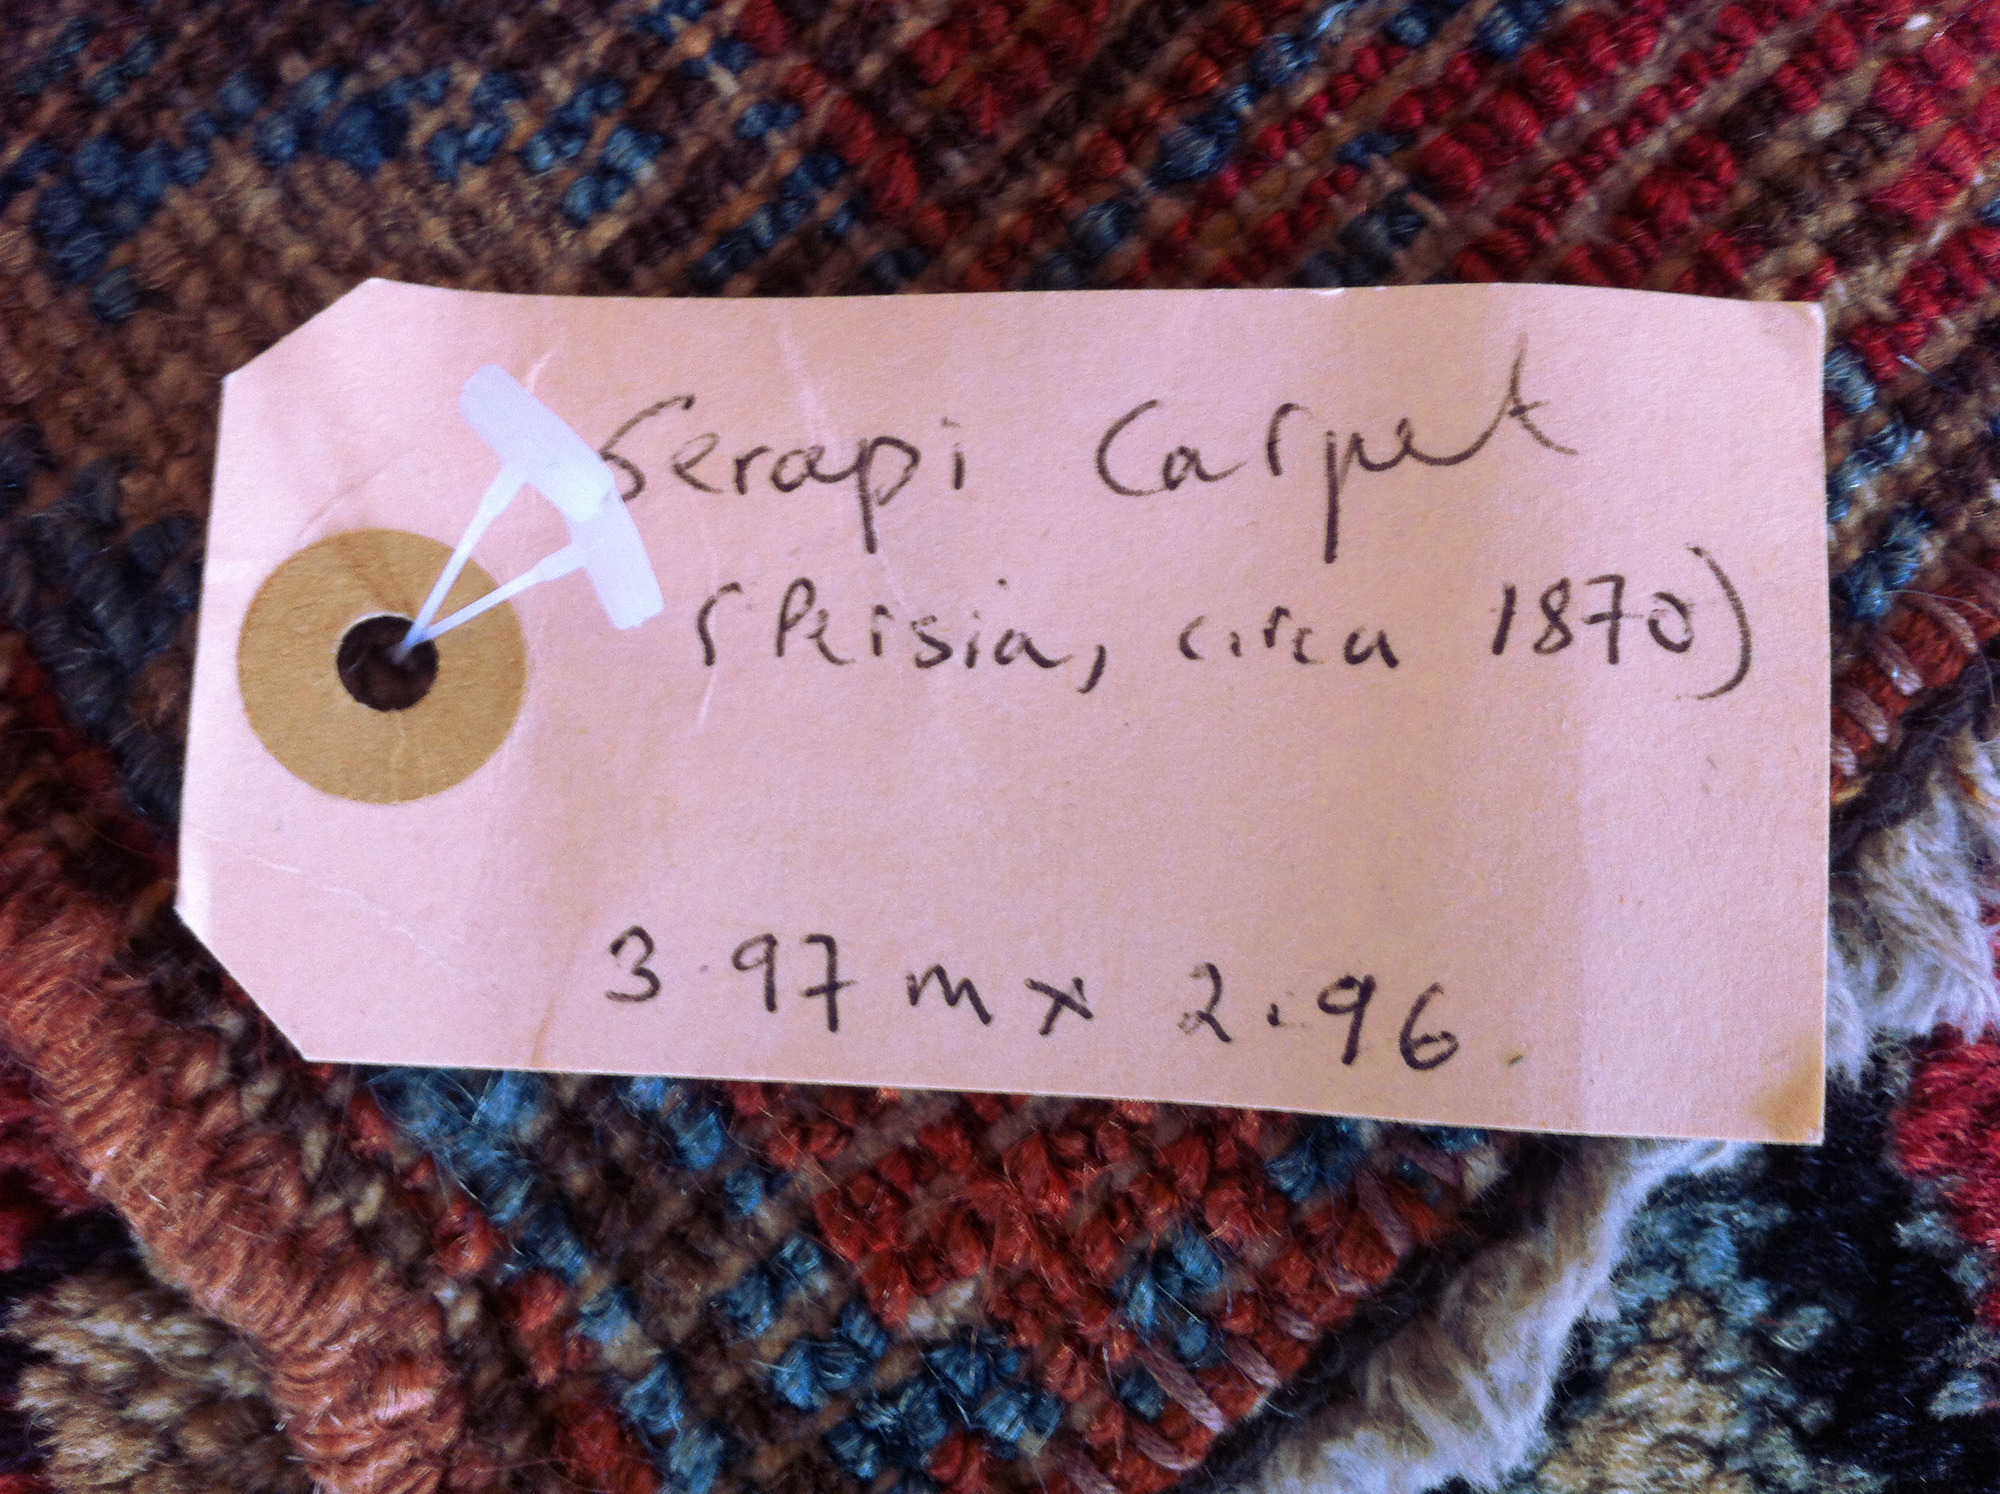 Serapi Carpet
(Persia, circa 1870)
3.97 m x 2.96